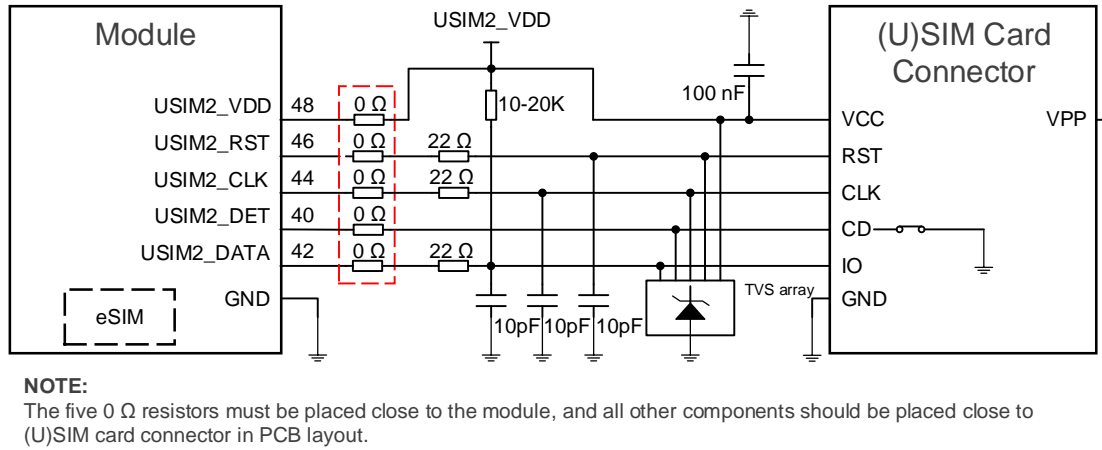 Module
USIM2_VDD
(U)SIM Card
Connector
100 nF
10-20K
USIM2_VDD 48 0 Ω
VCC
VPP
USIM2_RST 46 0 Ω 22 Ω
RST
USIM2_CLK 44 0 Ω 22 Ω
CLK
USIM2_DET 40 0 Ω
CD
USIM2_DATA 42 0 Ω 22 Ω
IO
GND
TVS array
GND
eSIM
10pF 10pF 10pF
NOTE:
The five 0 Ω resistors must be placed close to the module, and all other components should be placed close to
(U)SIM card connector in PCB layout.